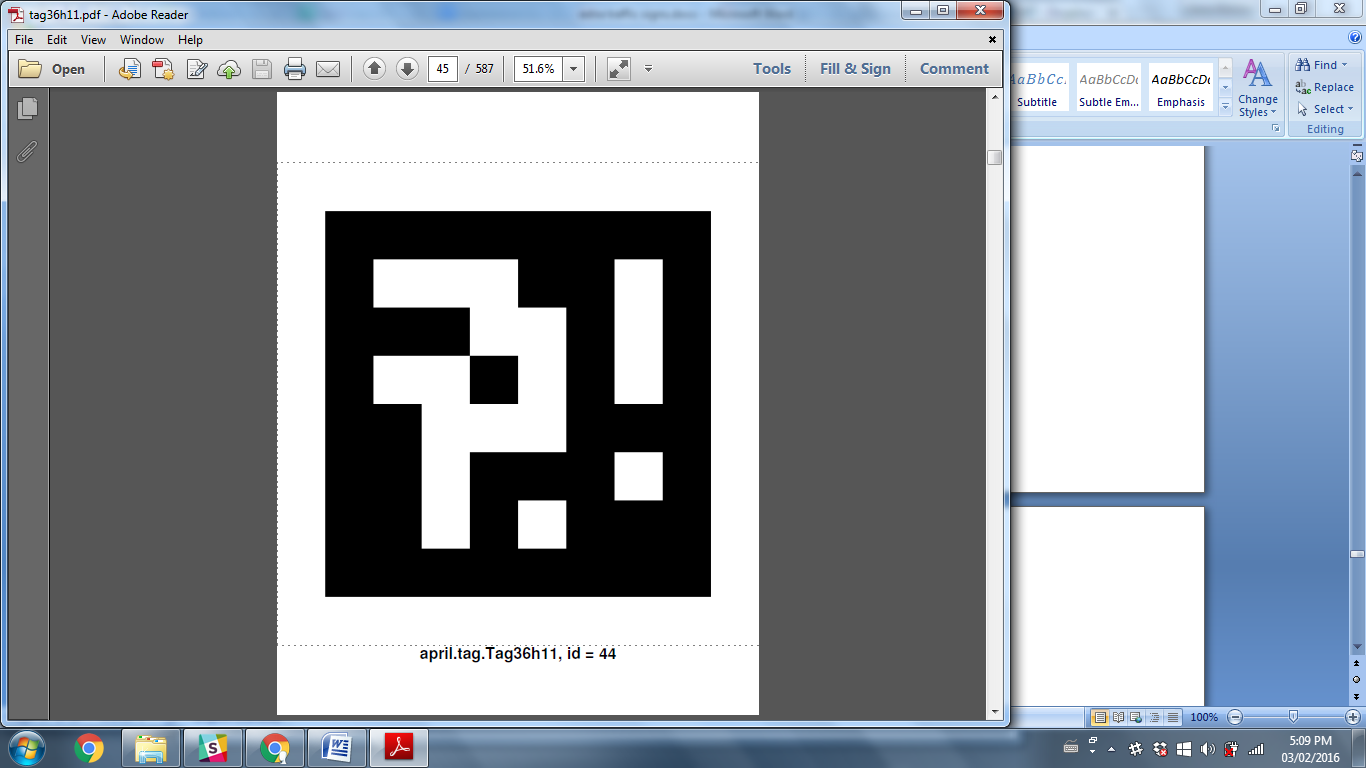 tag36h11.pdf - Adobe Reader
File Edit View Window Help
Open 45 / 587 51.6% Tools Fill & Sign Comment
AaBbCc AaBbCcDc AaBbCcDc
Subtitle Subtle Em... Emphasis
Change Styles
Find
Replace
Select
Editing
april.tag.Tag36h11, id = 44
100%
5:09 PM
03/02/2016